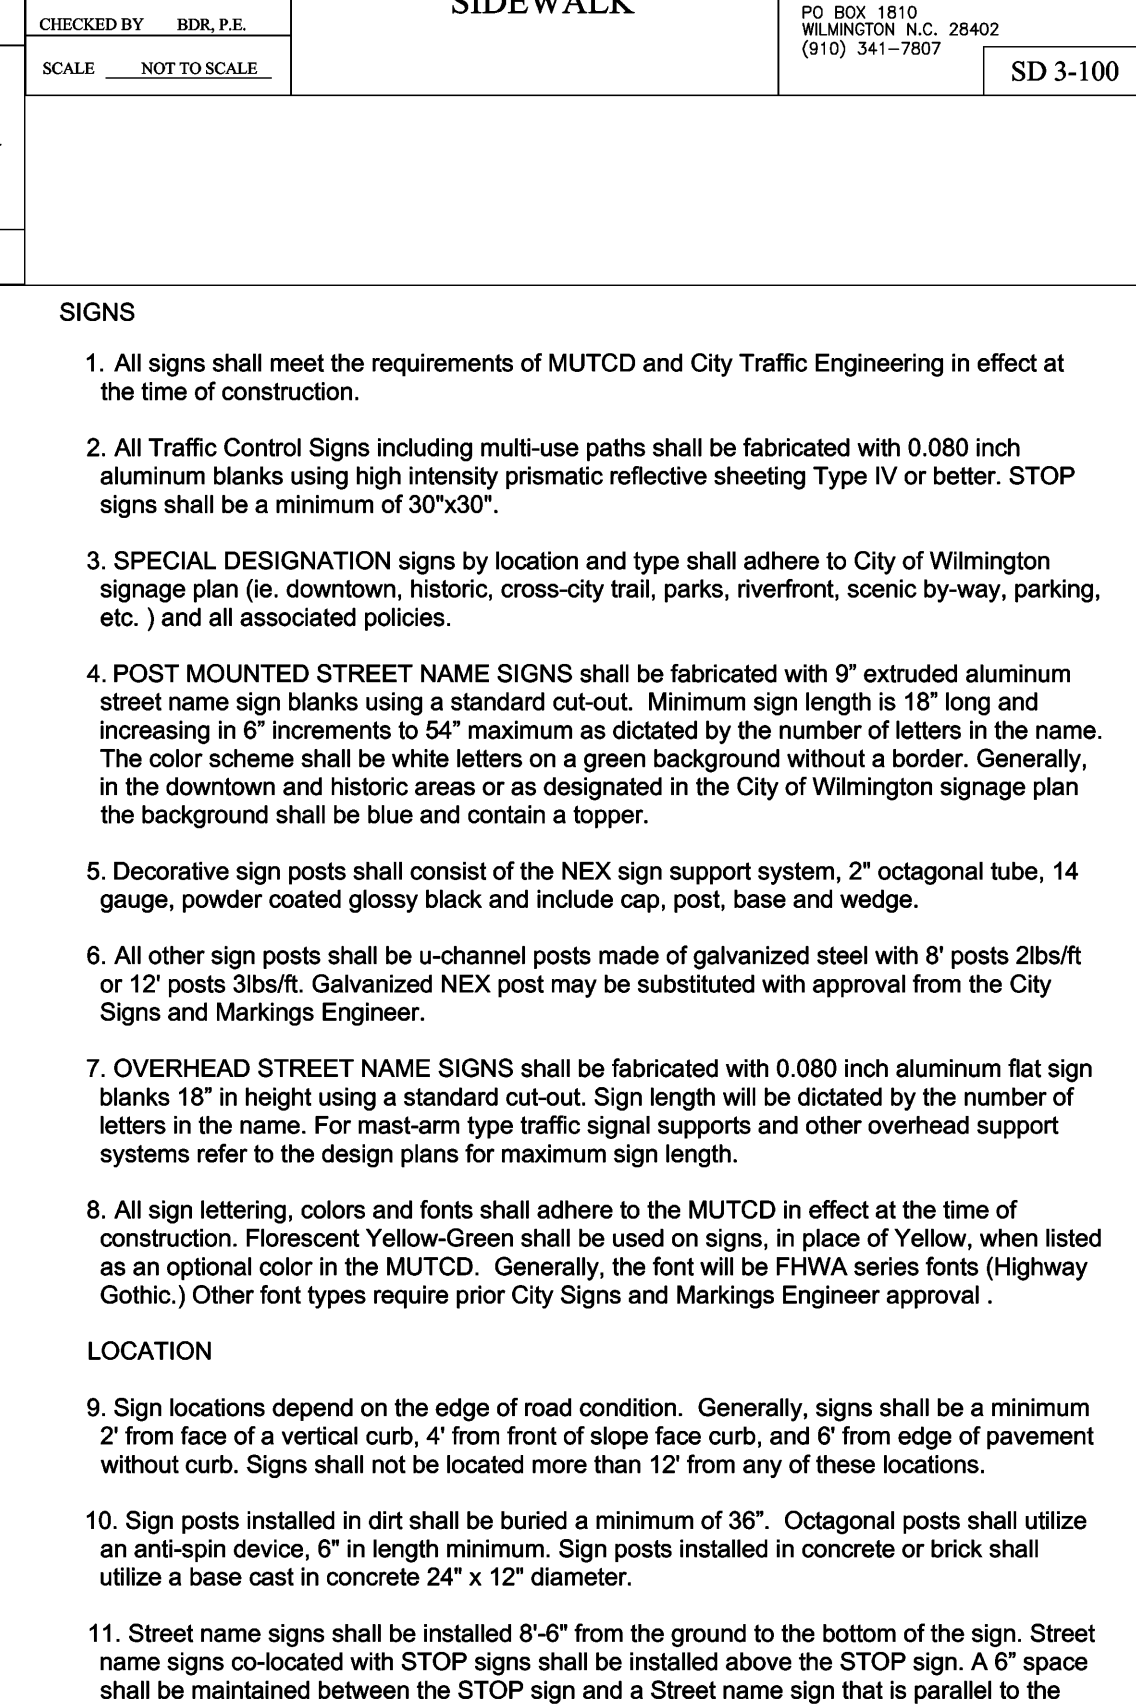 SIDEWALK
CHECKED BY BDR, P.E.
SCALE NOT TO SCALE
PO BOX 1810
WILMINGTON N.C. 28402
(910) 341-7807
SD 3-100
SIGNS
1. All signs shall meet the requirements of MUTCD and City Traffic Engineering in effect at
the time of construction.
2. All Traffic Control Signs including multi-use paths shall be fabricated with 0.080 inch
aluminum blanks using high intensity prismatic reflective sheeting Type IV or better. STOP
signs shall be a minimum of 30"x30".
3. SPECIAL DESIGNATION signs by location and type shall adhere to City of Wilmington
signage plan (ie. downtown, historic, cross-city trail, parks, riverfront, scenic by-way, parking,
etc. ) and all associated policies.
4. POST MOUNTED STREET NAME SIGNS shall be fabricated with 9” extruded aluminum
street name sign blanks using a standard cut-out.  Minimum sign length is 18” long and
increasing in 6” increments to 54” maximum as dictated by the number of letters in the name.
The color scheme shall be white letters on a green background without a border. Generally,
in the downtown and historic areas or as designated in the City of Wilmington signage plan
the background shall be blue and contain a topper.
5. Decorative sign posts shall consist of the NEX sign support system, 2" octagonal tube, 14
gauge, powder coated glossy black and include cap, post, base and wedge.
6. All other sign posts shall be u-channel posts made of galvanized steel with 8' posts 2lbs/ft
or 12' posts 3lbs/ft. Galvanized NEX post may be substituted with approval from the City
Signs and Markings Engineer.
7. OVERHEAD STREET NAME SIGNS shall be fabricated with 0.080 inch aluminum flat sign
blanks 18” in height using a standard cut-out. Sign length will be dictated by the number of
letters in the name. For mast-arm type traffic signal supports and other overhead support
systems refer to the design plans for maximum sign length.
8. All sign lettering, colors and fonts shall adhere to the MUTCD in effect at the time of
construction. Florescent Yellow-Green shall be used on signs, in place of Yellow, when listed
as an optional color in the MUTCD.  Generally, the font will be FHWA series fonts (Highway
Gothic.) Other font types require prior City Signs and Markings Engineer approval .
LOCATION
9. Sign locations depend on the edge of road condition.  Generally, signs shall be a minimum
2' from face of a vertical curb, 4' from front of slope face curb, and 6' from edge of pavement
without curb. Signs shall not be located more than 12' from any of these locations.
10. Sign posts installed in dirt shall be buried a minimum of 36”.  Octagonal posts shall utilize
an anti-spin device, 6" in length minimum. Sign posts installed in concrete or brick shall
utilize a base cast in concrete 24" x 12" diameter.
11. Street name signs shall be installed 8'-6" from the ground to the bottom of the sign. Street
name signs co-located with STOP signs shall be installed above the STOP sign. A 6” space
shall be maintained between the STOP sign and a Street name sign that is parallel to the